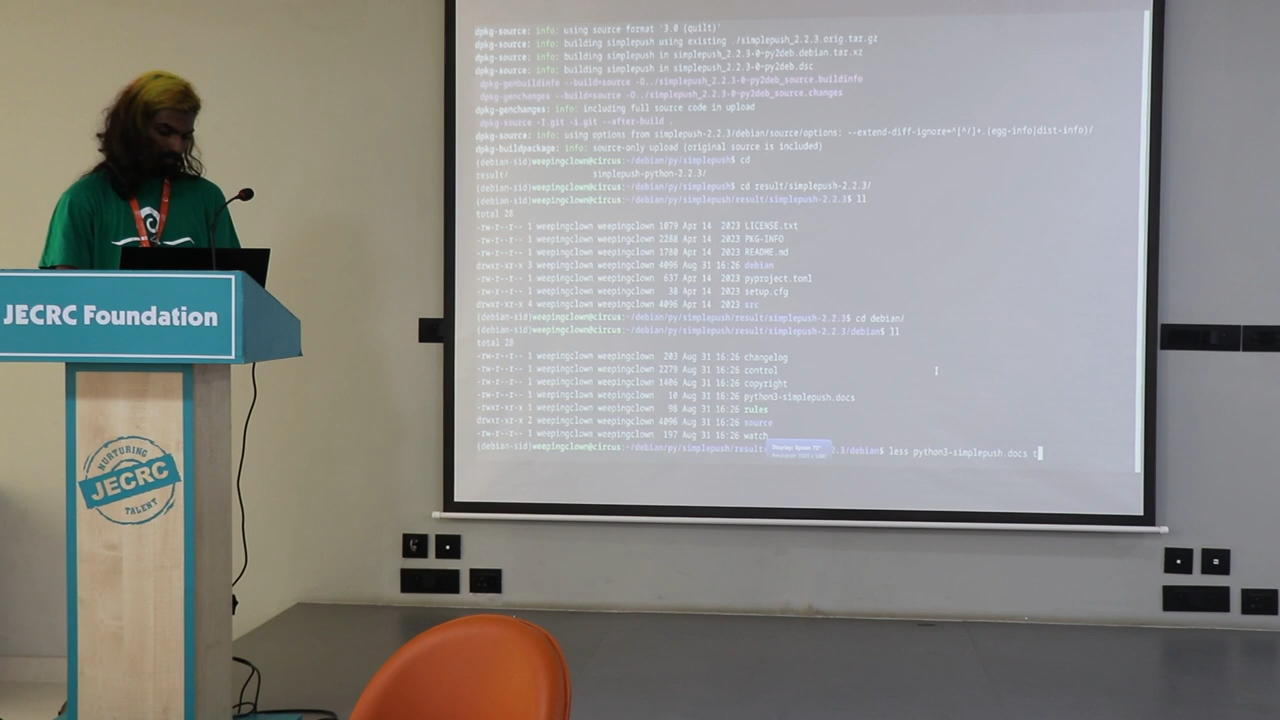 dpkg-source: info: using source format '3.0 (quilt)'
dpkg-source: info: building simplepush using existing ./simplepush_2.2.3.orig.tar.gz
dpkg-source: info: building simplepush in simplepush_2.2.3-0~py2deb.debian.tar.xz
dpkg-source: info: building simplepush in simplepush_2.2.3-0~py2deb.dsc
dpkg-genbuildinfo --build=source -O../simplepush_2.2.3-0~py2deb_source.buildinfo
dpkg-genchanges --build=source -O../simplepush_2.2.3-0~py2deb_source.changes
dpkg-genchanges: info: including full source code in upload
dpkg-source -I.git -i.git --after-build .
dpkg-source: info: using options from simplepush-2.2.3/debian/source/options: --extend-diff-ignore=^[^/]+.(egg-info|dist-info)/
dpkg-buildpackage: info: source-only upload (original source is included)
(debian-sid)weepingclown@circus:~/debian/py/simplepush$ cd
result/ simplepush-python-2.2.3/
(debian-sid)weepingclown@circus:~/debian/py/simplepush$ cd result/simplepush-2.2.3/
(debian-sid)weepingclown@circus:~/debian/py/simplepush/result/simplepush-2.2.3$ ll
total 28
-rw-r--r-- 1 weepingclown weepingclown 1079 Apr 14 2023 LICENSE.txt
-rw-r--r-- 1 weepingclown weepingclown 2288 Apr 14 2023 PKG-INFO
-rw-r--r-- 1 weepingclown weepingclown 1780 Apr 14 2023 README.md
drwxr-xr-x 3 weepingclown weepingclown 4096 Aug 31 16:26 debian
-rw-r--r-- 1 weepingclown weepingclown 637 Apr 14 2023 pyproject.toml
-rw-r--r-- 1 weepingclown weepingclown 38 Apr 14 2023 setup.cfg
drwxr-xr-x 4 weepingclown weepingclown 4096 Apr 14 2023 src
(debian-sid)weepingclown@circus:~/debian/py/simplepush/result/simplepush-2.2.3$ cd debian/
(debian-sid)weepingclown@circus:~/debian/py/simplepush/result/simplepush-2.2.3/debian$ ll
total 28
-rw-r--r-- 1 weepingclown weepingclown 203 Aug 31 16:26 changelog
-rw-r--r-- 1 weepingclown weepingclown 2279 Aug 31 16:26 control
-rw-r--r-- 1 weepingclown weepingclown 1406 Aug 31 16:26 copyright
-rw-r--r-- 1 weepingclown weepingclown 10 Aug 31 16:26 python3-simplepush.docs
-rwxr-xr-x 1 weepingclown weepingclown 98 Aug 31 16:26 rules
drwxr-xr-x 2 weepingclown weepingclown 4096 Aug 31 16:26 source
-rw-r--r-- 1 weepingclown weepingclown 197 Aug 31 16:26 watch
(debian-sid)weepingclown@circus:~/debian/py/simplepush/result/ 2.3/debian$ less python3-simplepush.docs t
JECRC Foundation
NURTURING
JECRC
TALENT